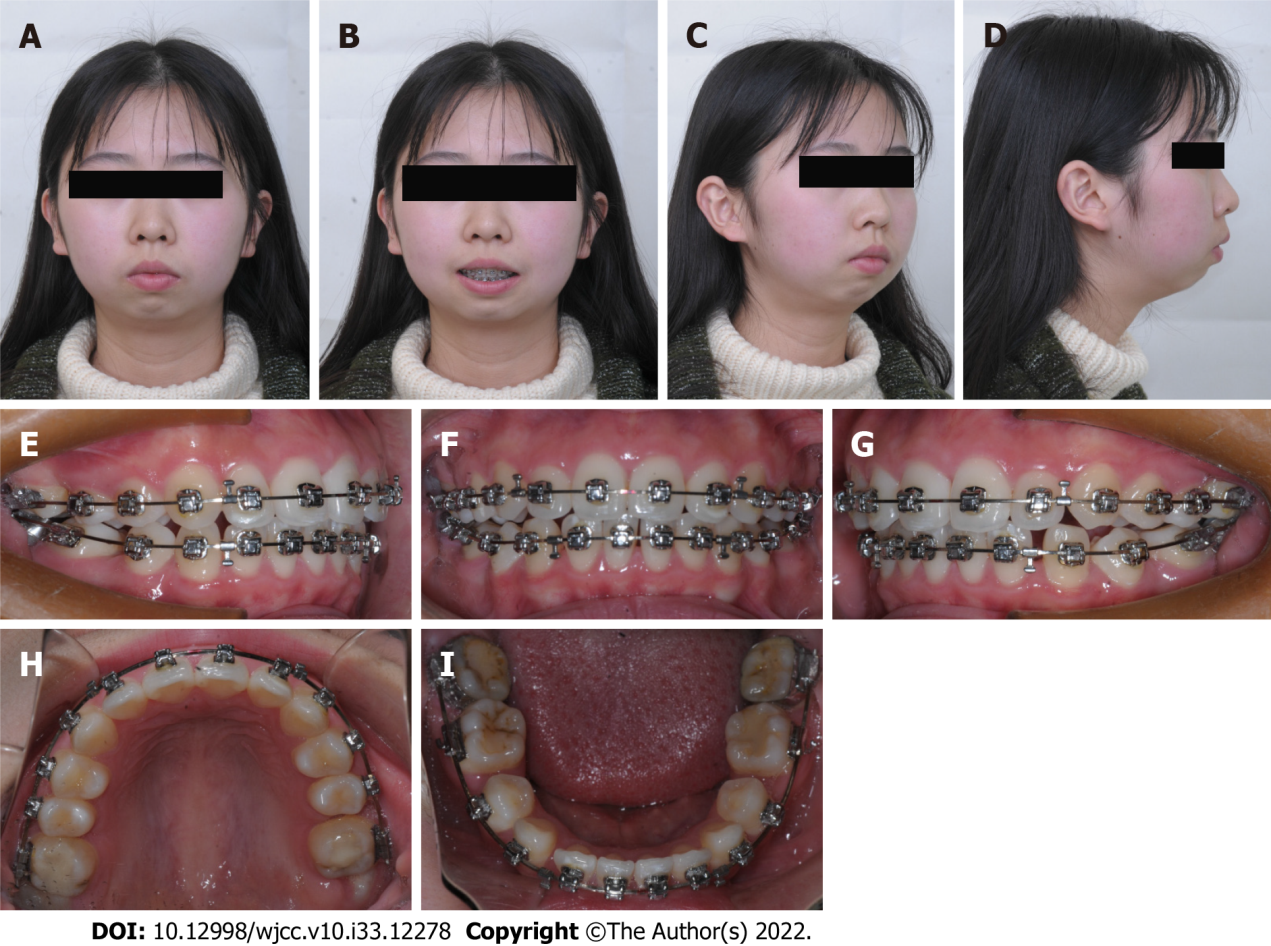 A
B
C
D
E
F
G
H
I
DOI: 10.12998/wjcc.v10.i33.12278 Copyright ©The Author(s) 2022.